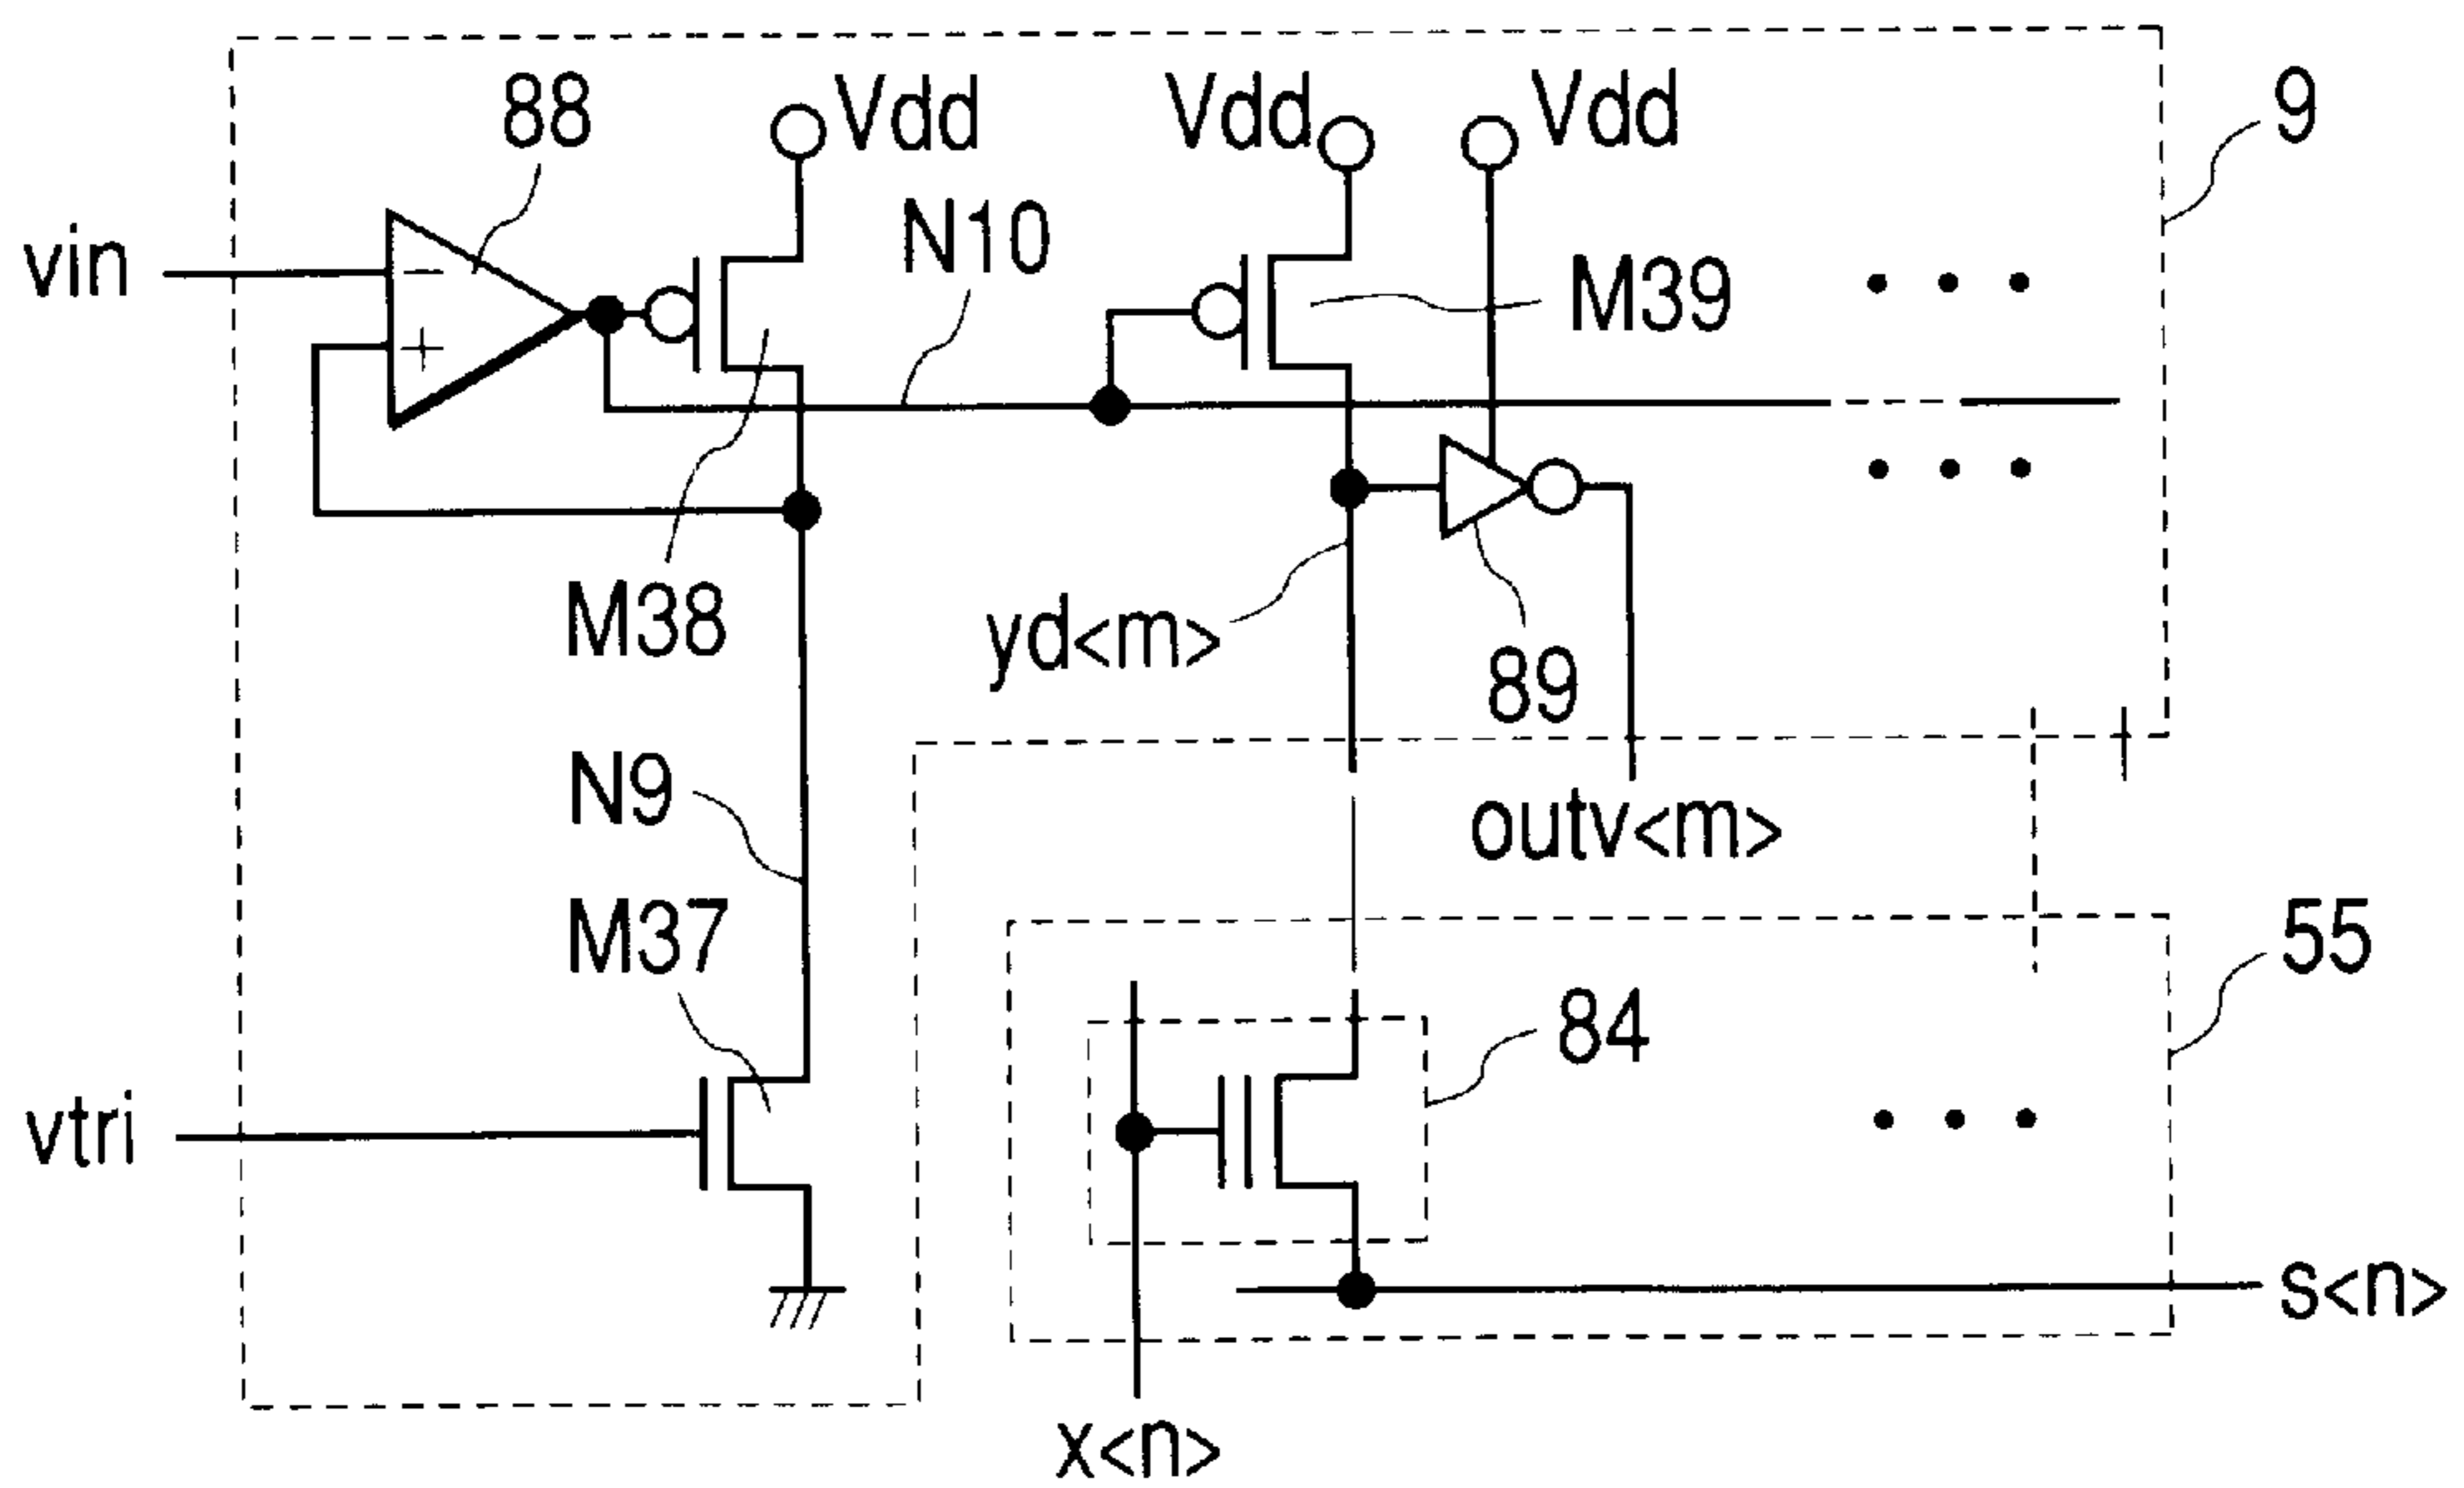 88
Vdd
Vdd
Vdd
9
vin
N10
M39
−
+
M38
yd<m>
89
N9
outv<m>
M37
55
84
vtri
s<n>
x<n>